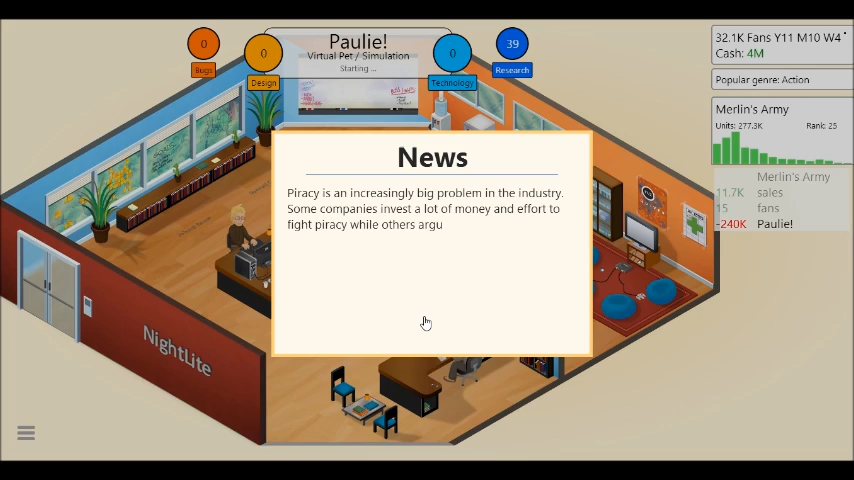 Paulie!
Virtual Pet / Simulation
Starting ...
0
Bugs
0
Design
0
Technology
39
Research
32.1K Fans Y11 M10 W4
Cash: 4M
Popular genre: Action
Merlin's Army
Units: 277.3K
Rank: 25
Merlin's Army
11.7K sales
15 fans
-240K Paulie!
News
Piracy is an increasingly big problem in the industry.
Some companies invest a lot of money and effort to
fight piracy while others argu
NightLite